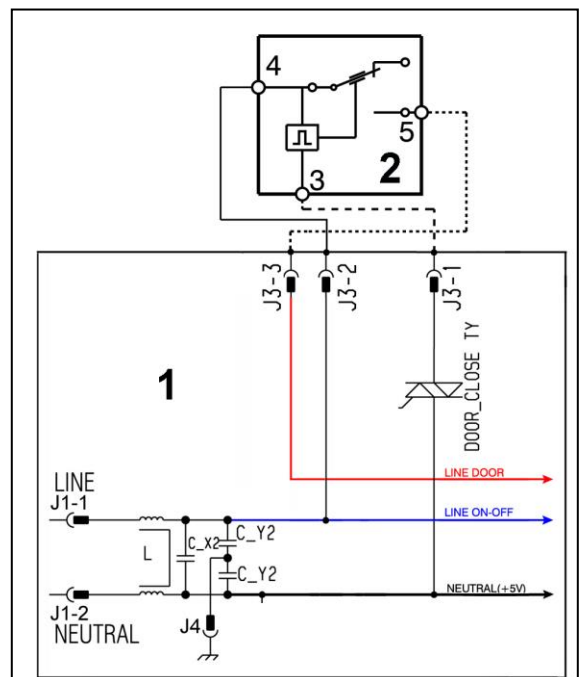 4
5
2
3
J3-3
J3-2
J3-1
DOOR_CLOSE TY
1
LINE DOOR
LINE
J1-1
LINE ON-OFF
C_Y2
C_X2
L
C_Y2
NEUTRAL(+5V)
J1-2
NEUTRAL
J4